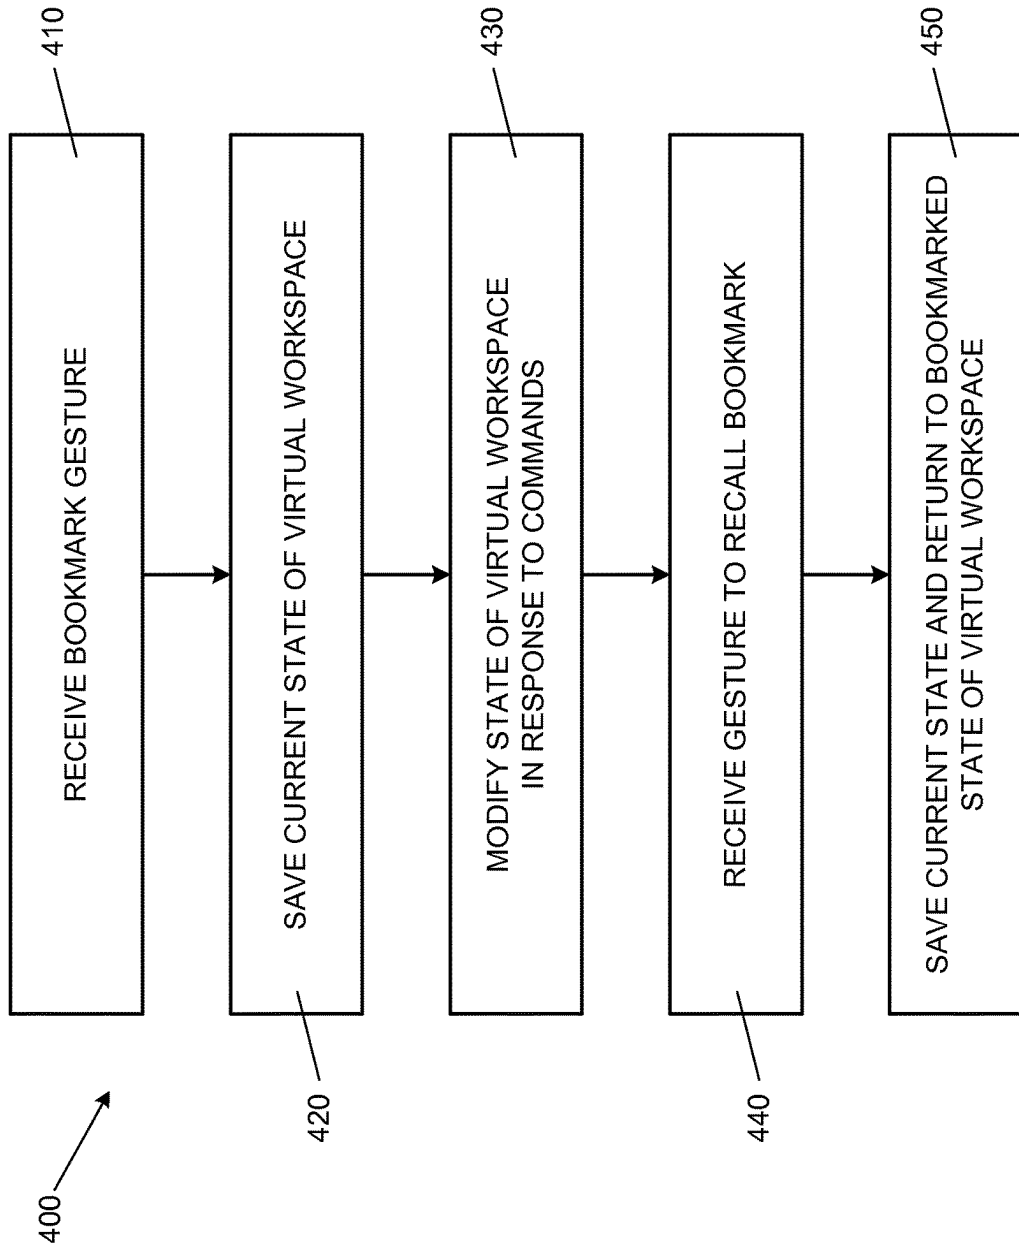 400
410
RECEIVE BOOKMARK GESTURE
420
SAVE CURRENT STATE OF VIRTUAL WORKSPACE
430
MODIFY STATE OF VIRTUAL WORKSPACE
IN RESPONSE TO COMMANDS
440
RECEIVE GESTURE TO RECALL BOOKMARK
450
SAVE CURRENT STATE AND RETURN TO BOOKMARKED
STATE OF VIRTUAL WORKSPACE